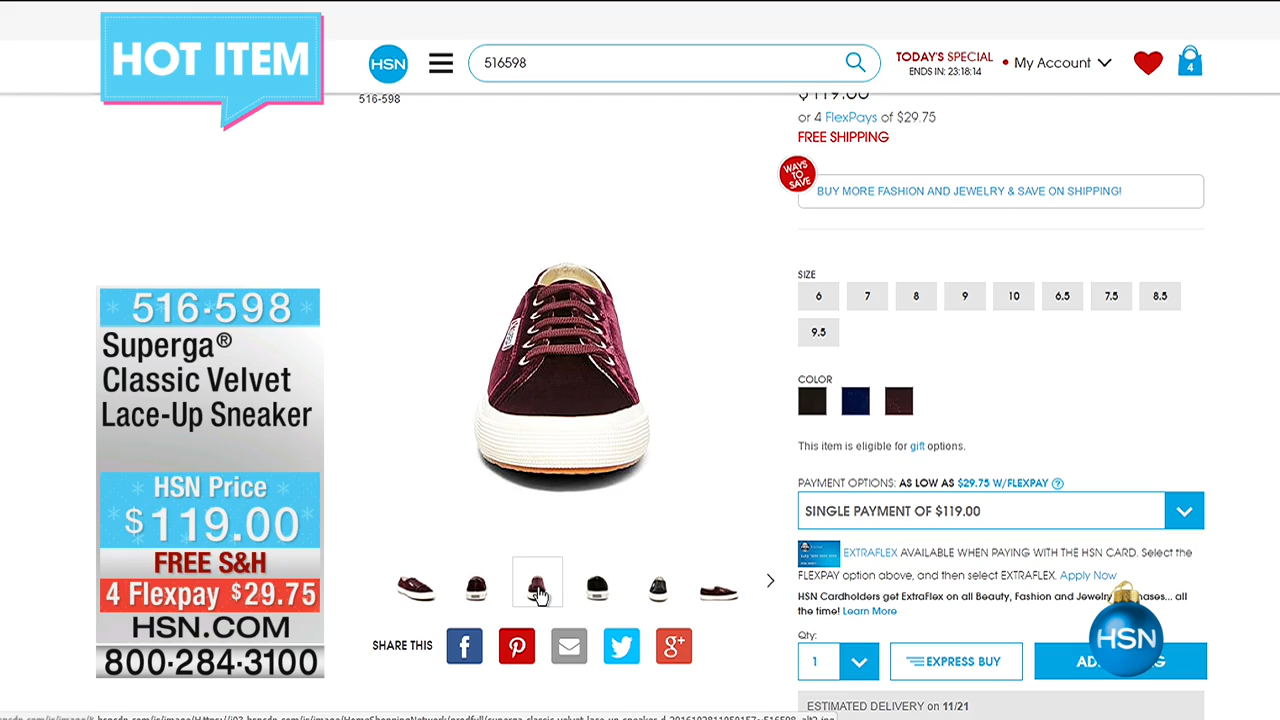 HOT ITEM
HSN
516598
TODAY'S SPECIAL
ENDS IN: 23:18:14
My Account
4
516-598
$119.00
or 4 FlexPays of $29.75
FREE SHIPPING
WAYS TO SAVE
BUY MORE FASHION AND JEWELRY & SAVE ON SHIPPING!
SIZE
6 7 8 9 10 6.5 7.5 8.5
9.5
COLOR
This item is eligible for gift options.
PAYMENT OPTIONS: AS LOW AS $29.75 W/FLEXPAY ?
SINGLE PAYMENT OF $119.00
EXTRAFLEX AVAILABLE WHEN PAYING WITH THE HSN CARD. Select the
FLEXPAY option above, and then select EXTRAFLEX. Apply Now
HSN Cardholders get ExtraFlex on all Beauty, Fashion and Jewelry
all
the time! Learn More
Qty:
1
EXPRESS BUY
HSN
ESTIMATED DELIVERY on 11/21
516-598
Superga®
Classic Velvet
Lace-Up Sneaker
HSN Price
$119.00
FREE S&H
4 Flexpay $29.75
HSN.COM
800·284·3100
SHARE THIS
f
g+